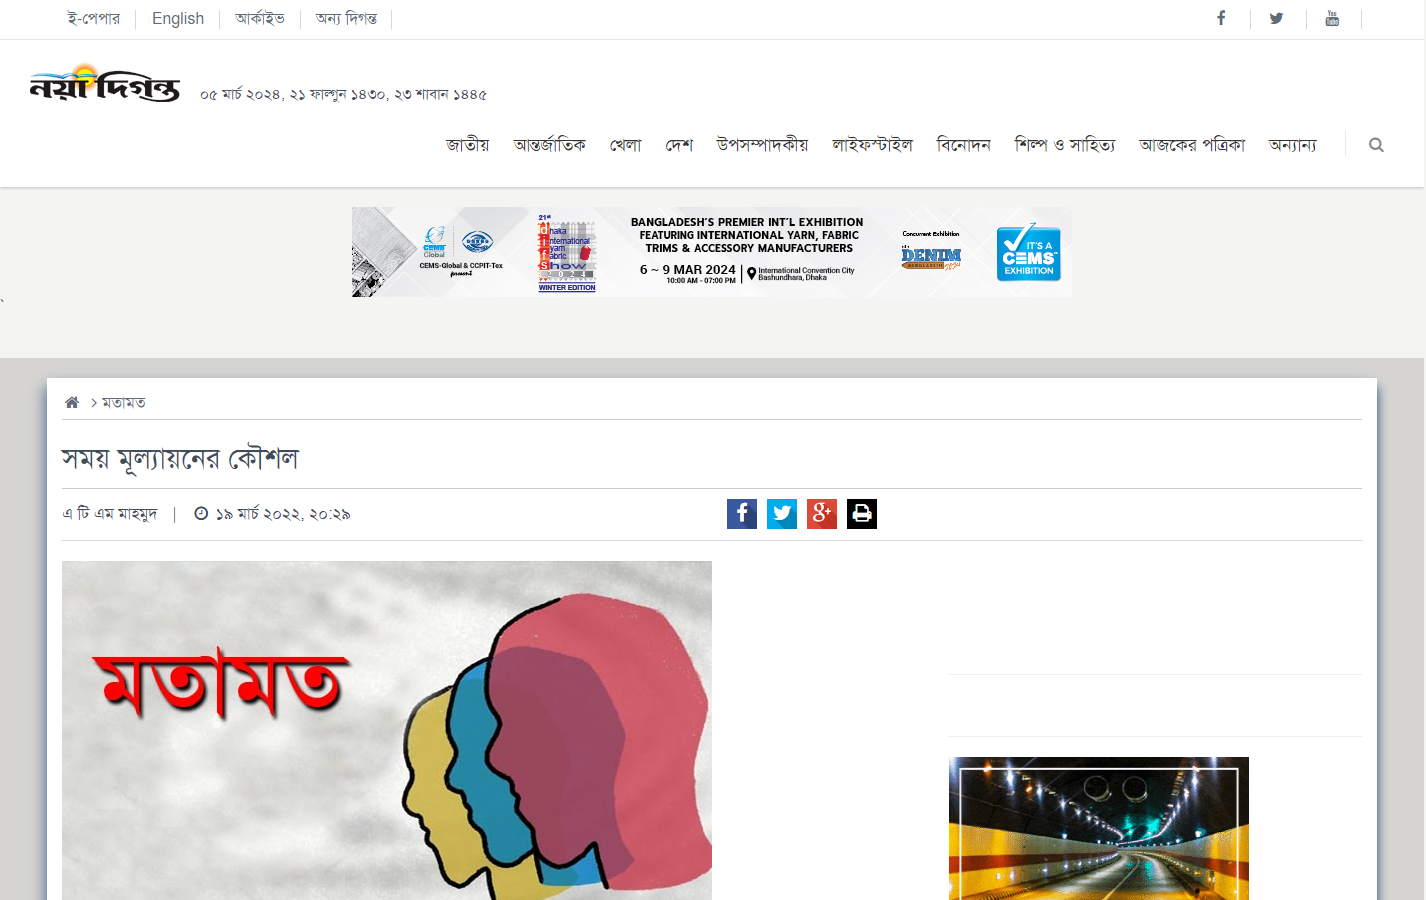 ই-পেপার English আর্কাইভ অন্য দিগন্ত
You Tube
নয়া দিগন্ত ০৫ মার্চ ২০২৪, ২১ ফাল্গুন ১৪৩০, ২৩ শাবান ১৪৪৫
জাতীয় আন্তর্জাতিক খেলা দেশ উপসম্পাদকীয় লাইফস্টাইল বিনোদন শিল্প ও সাহিত্য আজকের পত্রিকা অন্যান্য
CEMS Global
CEMS-Global & CCPIT-Tex
present
21st
dhaka
international
yarn
fabric
show
2024
WINTER EDITION
BANGLADESH'S PREMIER INT'L EXHIBITION
FEATURING INTERNATIONAL YARN, FABRIC
TRIMS & ACCESSORY MANUFACTURERS
6 ~ 9 MAR 2024
10:00 AM - 07:00 PM
International Convention City
Bashundhara, Dhaka
Concurrent Exhibition
DENIM
BANGLADESH
IT'S A
CEMS
EXHIBITION
`
> মতামত
সময় মূল্যায়নের কৌশল
এ টি এম মাহমুদ | ১৯ মার্চ ২০২২, ২০:২৯
মতামত